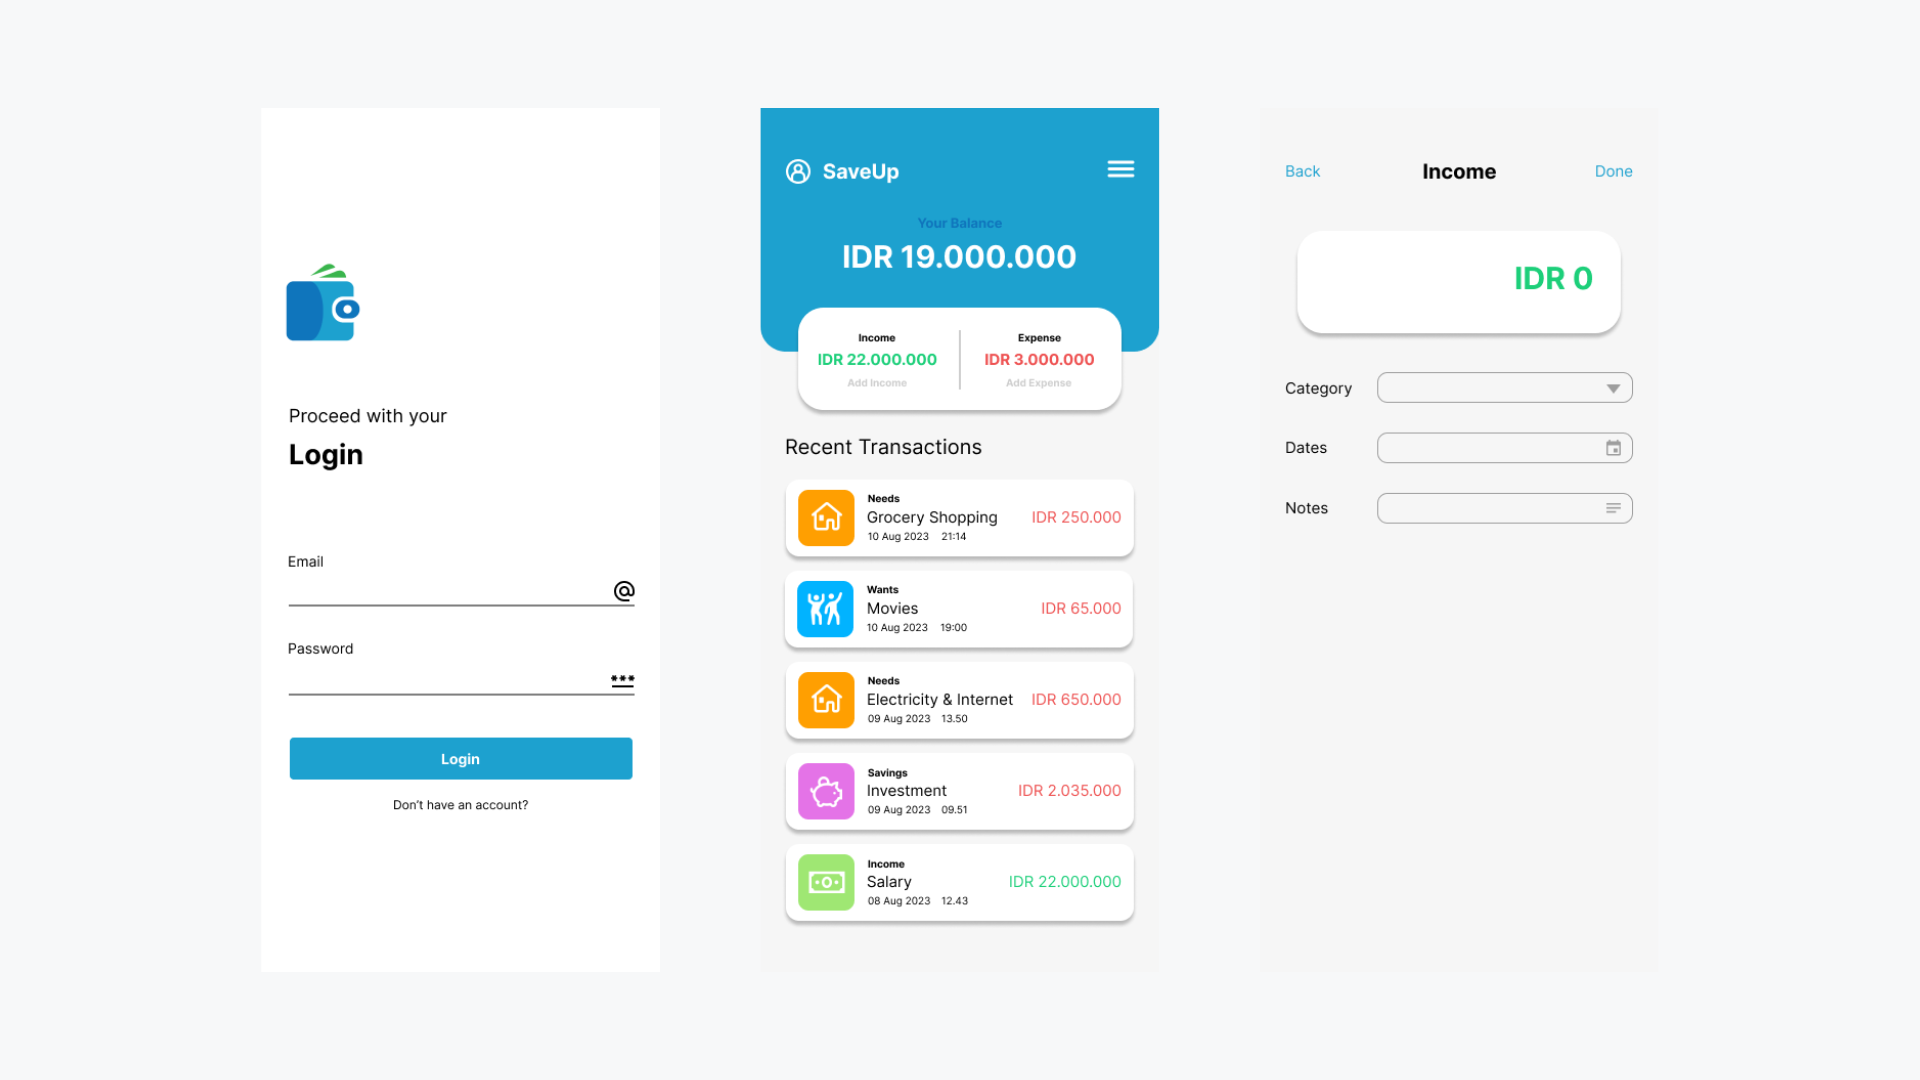 Proceed with your
Login
Email
@
Password
***
Login
Don't have an account?
SaveUp
Your Balance
IDR 19.000.000
Income
IDR 22.000.000
Add Income
Expense
IDR 3.000.000
Add Expense
Recent Transactions
Needs
Grocery Shopping IDR 250.000
10 Aug 2023 21:14
Wants
Movies IDR 65.000
10 Aug 2023 19:00
Needs
Electricity & Internet IDR 650.000
09 Aug 2023 13.50
Savings
Investment IDR 2.035.000
09 Aug 2023 09.51
Income
Salary IDR 22.000.000
08 Aug 2023 12.43
Back Income Done
IDR 0
Category
Dates
Notes